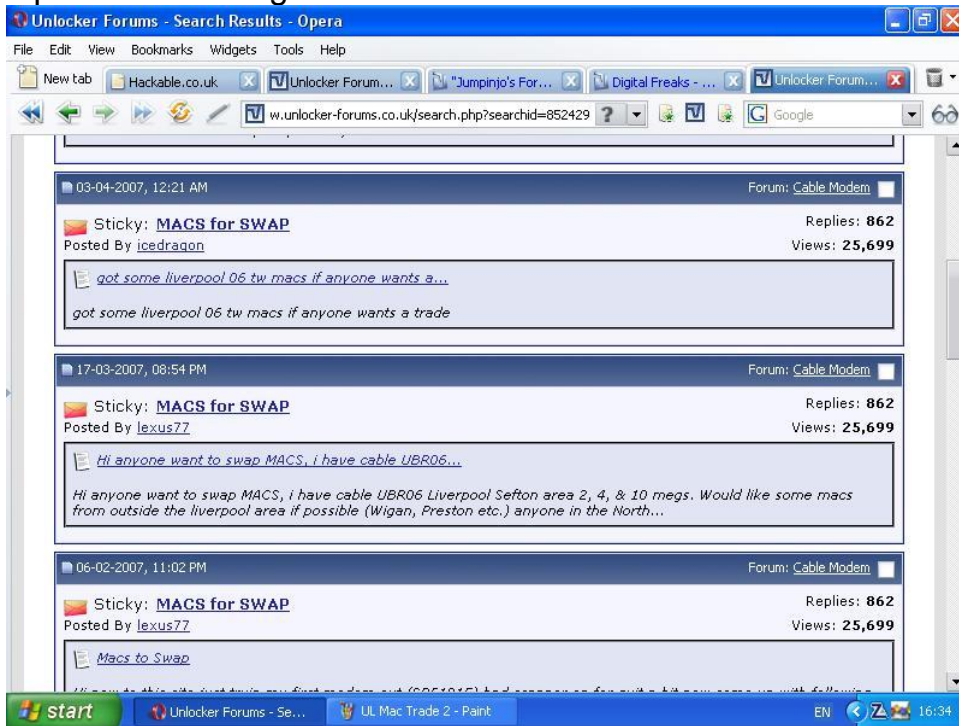 Unlocker Forums - Search Results - Opera
File Edit View Bookmarks Widgets Tools Help
New tab Hackable.co.uk Unlocker Forum... "Jumpinjo's For... Digital Freaks - ... Unlocker Forum...
w.unlocker-forums.co.uk/search.php?searchid=852429 ? G Google
03-04-2007, 12:21 AM Forum: Cable Modem
Sticky: MACS for SWAP Replies: 862
Posted By icedragon Views: 25,699
got some liverpool 06 tw macs if anyone wants a...
got some liverpool 06 tw macs if anyone wants a trade
17-03-2007, 08:54 PM Forum: Cable Modem
Sticky: MACS for SWAP Replies: 862
Posted By lexus77 Views: 25,699
Hi anyone want to swap MACS, i have cable UBR06...
Hi anyone want to swap MACS, i have cable UBR06 Liverpool Sefton area 2, 4, & 10 megs. Would like some macs
from outside the liverpool area if possible (Wigan, Preston etc.) anyone in the North...
06-02-2007, 11:02 PM Forum: Cable Modem
Sticky: MACS for SWAP Replies: 862
Posted By lexus77 Views: 25,699
Macs to Swap
start Unlocker Forums - Se... UL Mac Trade 2 - Paint EN 16:34